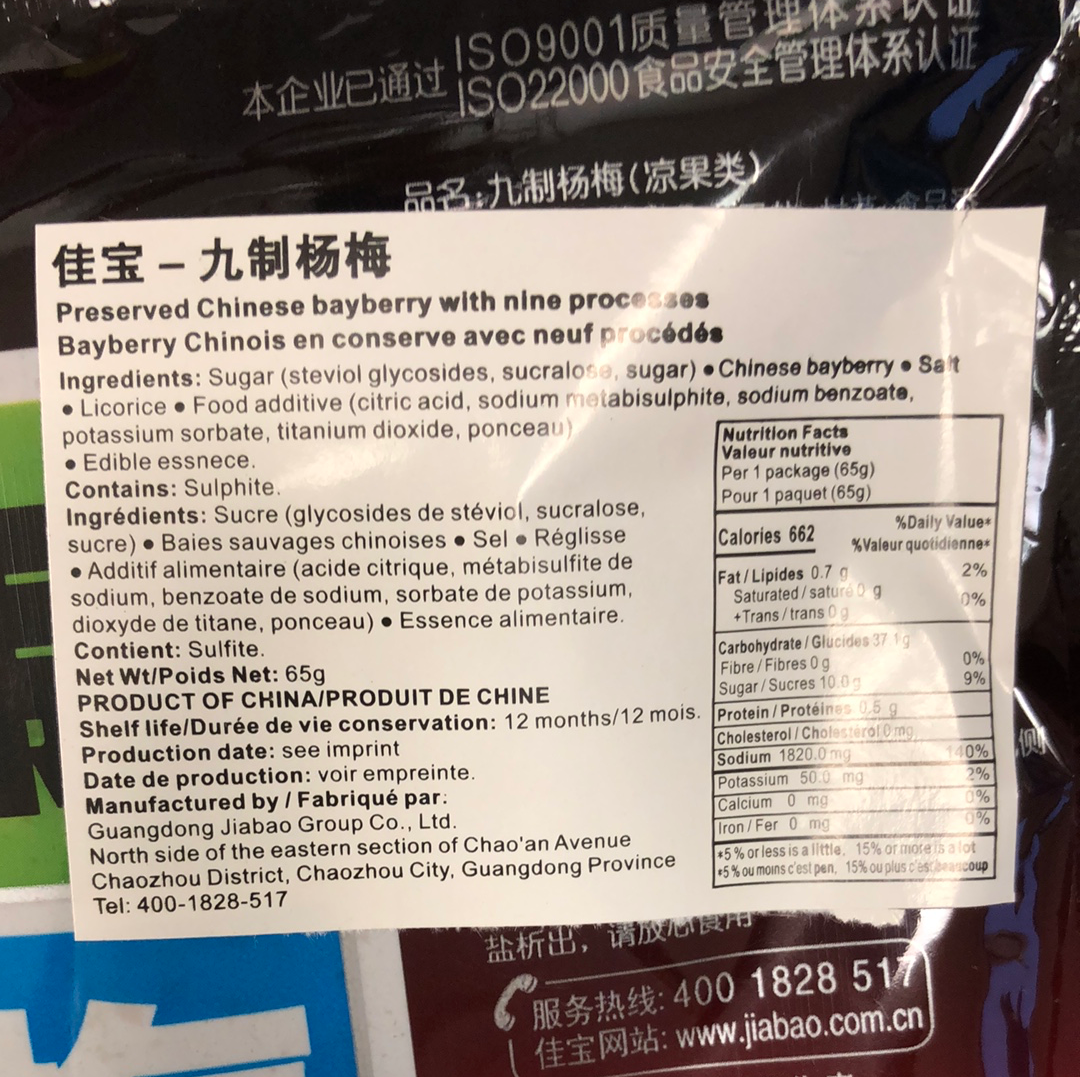 ISO9001质量管理体系认证
本企业已通过
ISO22000食品安全管理体系认证
品名:九制杨梅(凉果类)
佳宝 – 九制杨梅
Preserved Chinese bayberry with nine processes
Bayberry Chinois en conserve avec neuf procédés
Ingredients: Sugar (steviol glycosides, sucralose, sugar) ● Chinese bayberry ● Salt
● Licorice ● Food additive (citric acid, sodium metabisulphite, sodium benzoate,
potassium sorbate, titanium dioxide, ponceau)
● Edible essnece.
Contains: Sulphite.
Ingrédients: Sucre (glycosides de stéviol, sucralose,
sucre) ● Baies sauvages chinoises ● Sel ● Réglisse
● Additif alimentaire (acide citrique, métabisulfite de
sodium, benzoate de sodium, sorbate de potassium,
dioxyde de titane, ponceau) ● Essence alimentaire.
Contient: Sulfite.
Net Wt/Poids Net: 65g
PRODUCT OF CHINA/PRODUIT DE CHINE
Shelf life/Durée de vie conservation: 12 months/12 mois.
Production date: see imprint
Date de production: voir empreinte.
Manufactured by / Fabriqué par:
Guangdong Jiabao Group Co., Ltd.
North side of the eastern section of Chao'an Avenue
Chaozhou District, Chaozhou City, Guangdong Province
Tel: 400-1828-517
Nutrition Facts
Valeur nutritive
Per 1 package (65g)
Pour 1 paquet (65g)
Calories 662
%Daily Value*
%Valeur quotidienne*
Fat / Lipides 0.7 g 2%
Saturated / saturé 0 g 0%
+Trans / trans 0 g
Carbohydrate / Glucides 37.1g
Fibre / Fibres 0 g 0%
Sugar / Sucres 10.0 g 9%
Protein / Protéines 0.5 g
Cholesterol / Cholestérol 0 mg
Sodium 1820.0 mg 140%
Potassium 50.0 mg 2%
Calcium 0 mg 0%
Iron / Fer 0 mg 0%
*5% or less is a little, 15% or more is a lot
*5% ou moins c'est pen, 15% ou plus c'est beaucoup
盐析出，请放心食用
服务热线: 400 1828 517
佳宝网站: www.jiabao.com.cn
侧